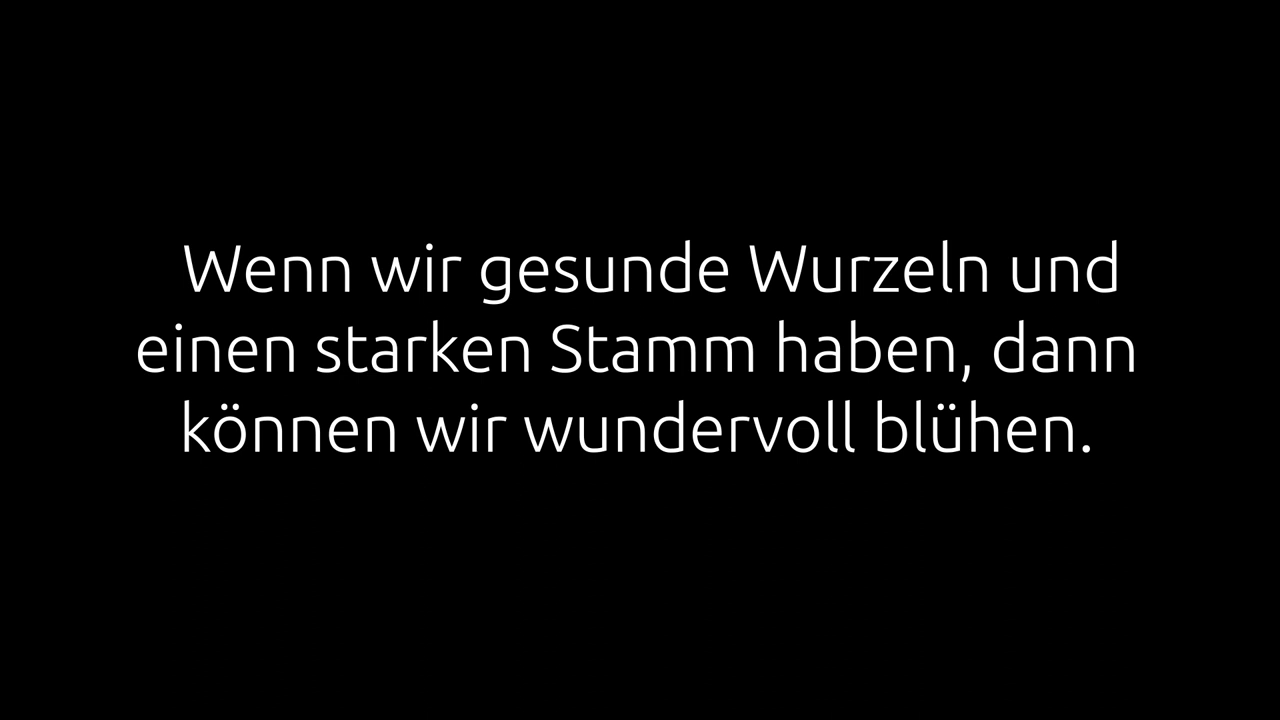 Wenn wir gesunde Wurzeln und
einen starken Stamm haben, dann
können wir wundervoll blühen.